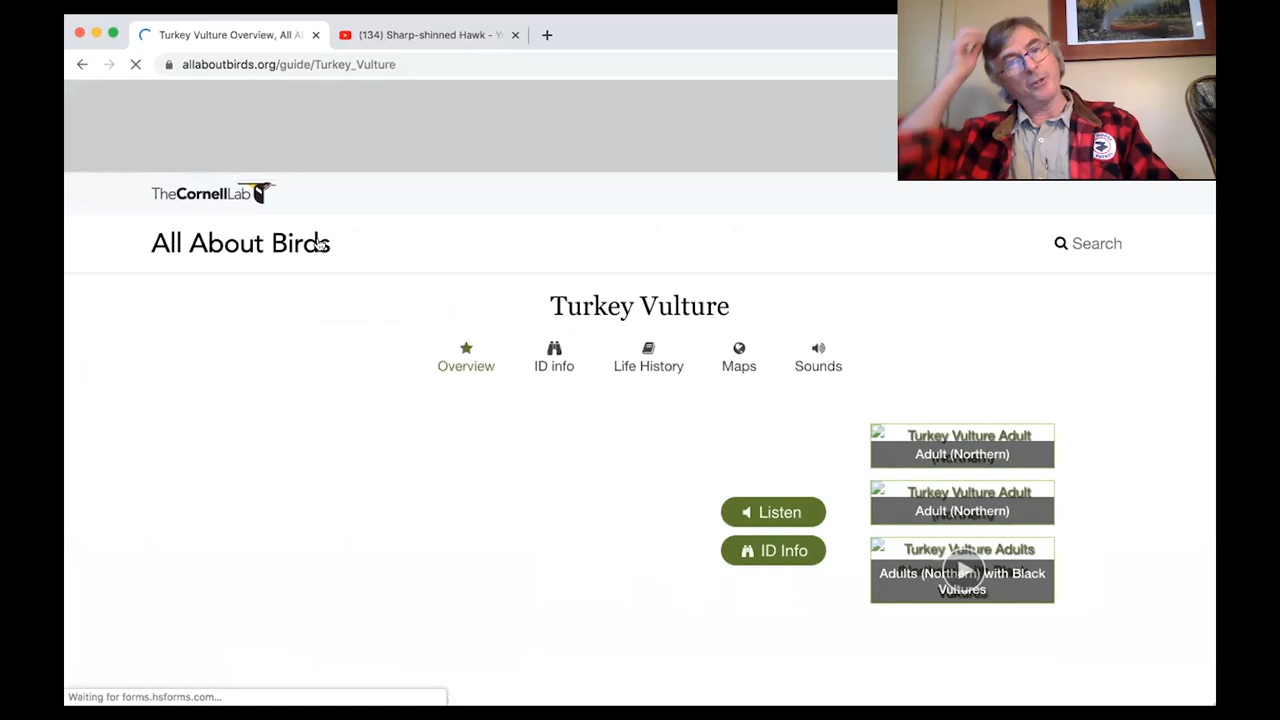 Turkey Vulture Overview, All A
(134) Sharp-shinned Hawk - Y
allaboutbirds.org/guide/Turkey_Vulture
TheCornellLab
All About Birds
Search
Turkey Vulture
Overview
ID info
Life History
Maps
Sounds
Turkey Vulture Adult
Adult (Northern)
Turkey Vulture Adult
Adult (Northern)
Listen
ID Info
Turkey Vulture Adults
Adults (Northern) with Black
Vultures
Waiting for forms.hsforms.com...